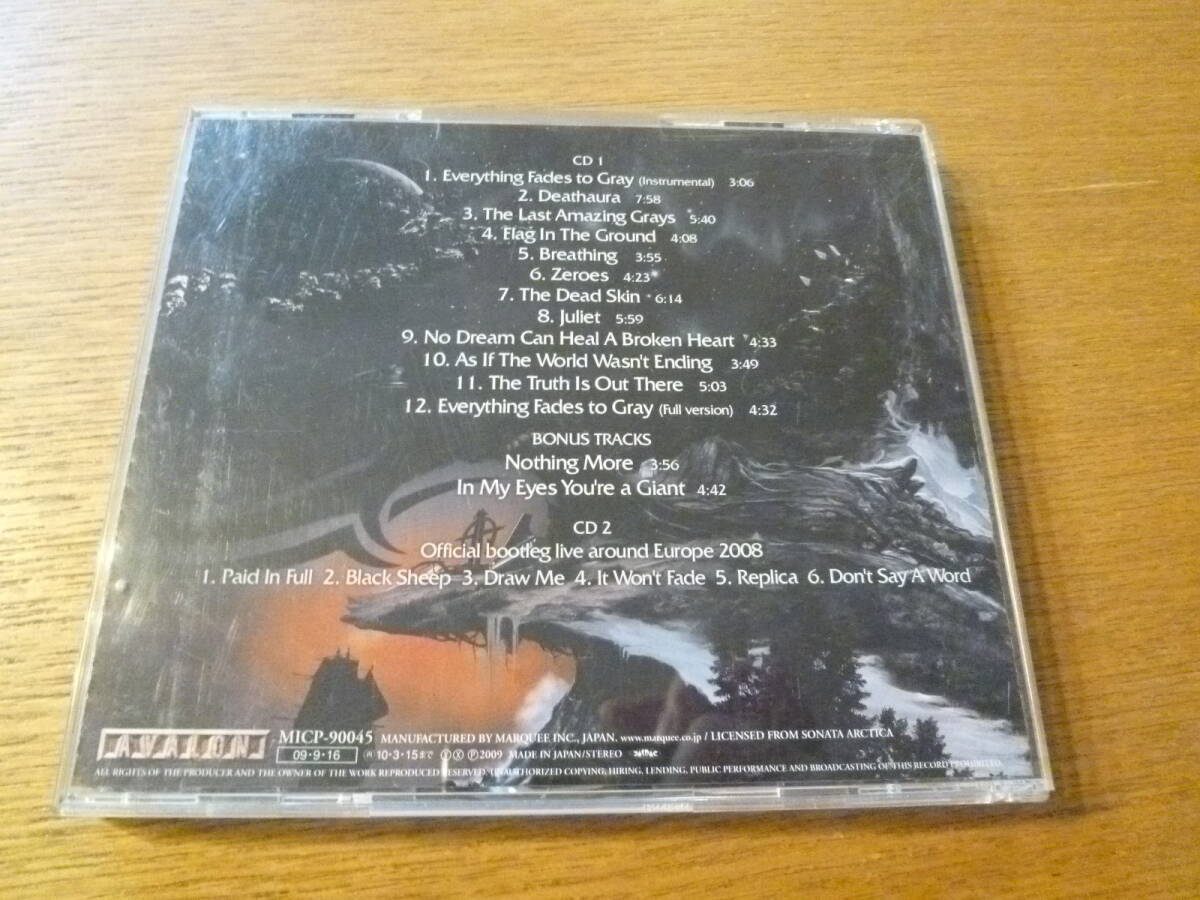 CD 1
1. Everything Fades to Gray (Instrumental) 3:06
2. Deathaura 7:58
3. The Last Amazing Grays 5:40
4. Flag In The Ground 4:08
5. Breathing 3:55
6. Zeroes 4:23
7. The Dead Skin 6:14
8. Juliet 5:59
9. No Dream Can Heal A Broken Heart 4:33
10. As If The World Wasn't Ending 3:49
11. The Truth Is Out There 5:03
12. Everything Fades to Gray (Full version) 4:32
BONUS TRACKS
Nothing More 3:56
In My Eyes You're a Giant 4:42
CD 2
Official bootleg live around Europe 2008
1. Paid In Full 2. Black Sheep 3. Draw Me 4. It Won't Fade 5. Replica 6. Don't Say A Word
AVALON MICP-90045 MANUFACTURED BY MARQUEE INC., JAPAN. www.marquee.co.jp / LICENSED FROM SONATA ARCTICA
09・9・16 10・3・15まで Ⓟ2009 MADE IN JAPAN/STEREO
ALL RIGHTS OF THE PRODUCER AND THE OWNER OF THE WORK REPRODUCED RESERVED. UNAUTHORIZED COPYING, HIRING, LENDING, PUBLIC PERFORMANCE AND BROADCASTING OF THIS RECORD PROHIBITED.